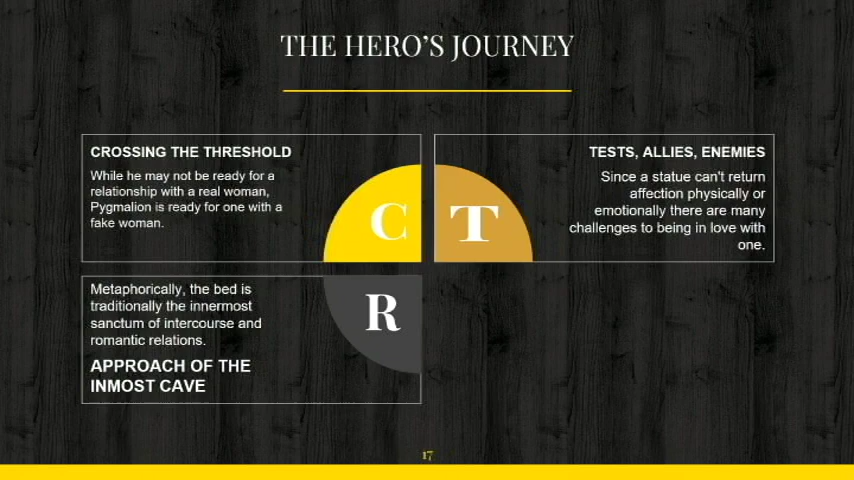 THE HERO’S JOURNEY
CROSSING THE THRESHOLD
While he may not be ready for a
relationship with a real woman,
Pygmalion is ready for one with a
fake woman.
C
TESTS, ALLIES, ENEMIES
Since a statue can't return
affection physically or
emotionally there are many
challenges to being in love with
one.
T
Metaphorically, the bed is
traditionally the innermost
sanctum of intercourse and
romantic relations.
APPROACH OF THE
INMOST CAVE
R
17